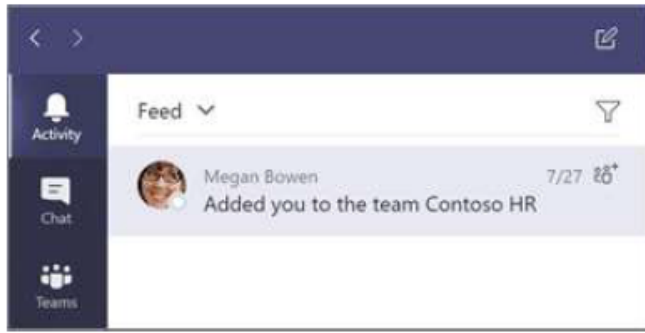 Activity
Feed
Megan Bowen 7/27
Added you to the team Contoso HR
Chat
Teams